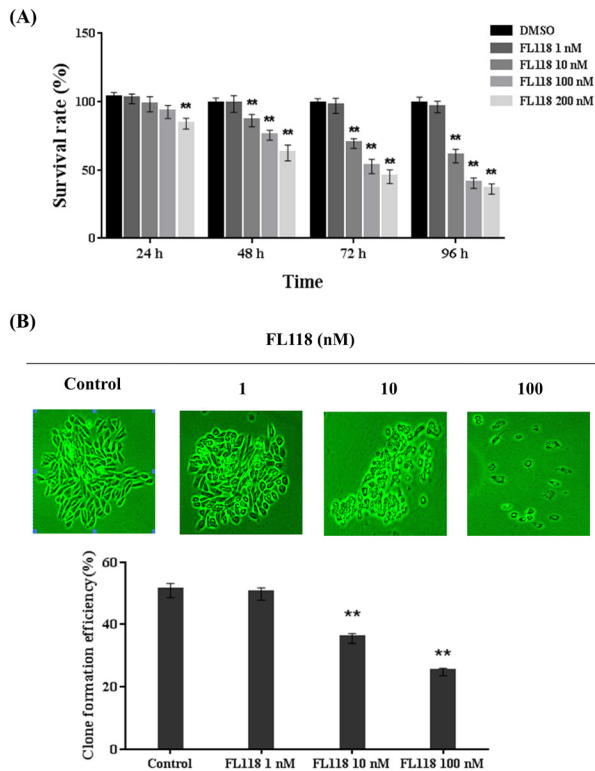 (A)
DMSO
FL118 1 nM
FL118 10 nM
FL118 100 nM
FL118 200 nM
Survival rate (%)
150
100
50
0
** ** ** ** ** ** ** ** ** **
24 h 48 h 72 h 96 h
Time
(B)
FL118 (nM)
Control 1 10 100
Clone formation efficiency(%)
60
40
20
0
** **
Control FL118 1 nM FL118 10 nM FL118 100 nM